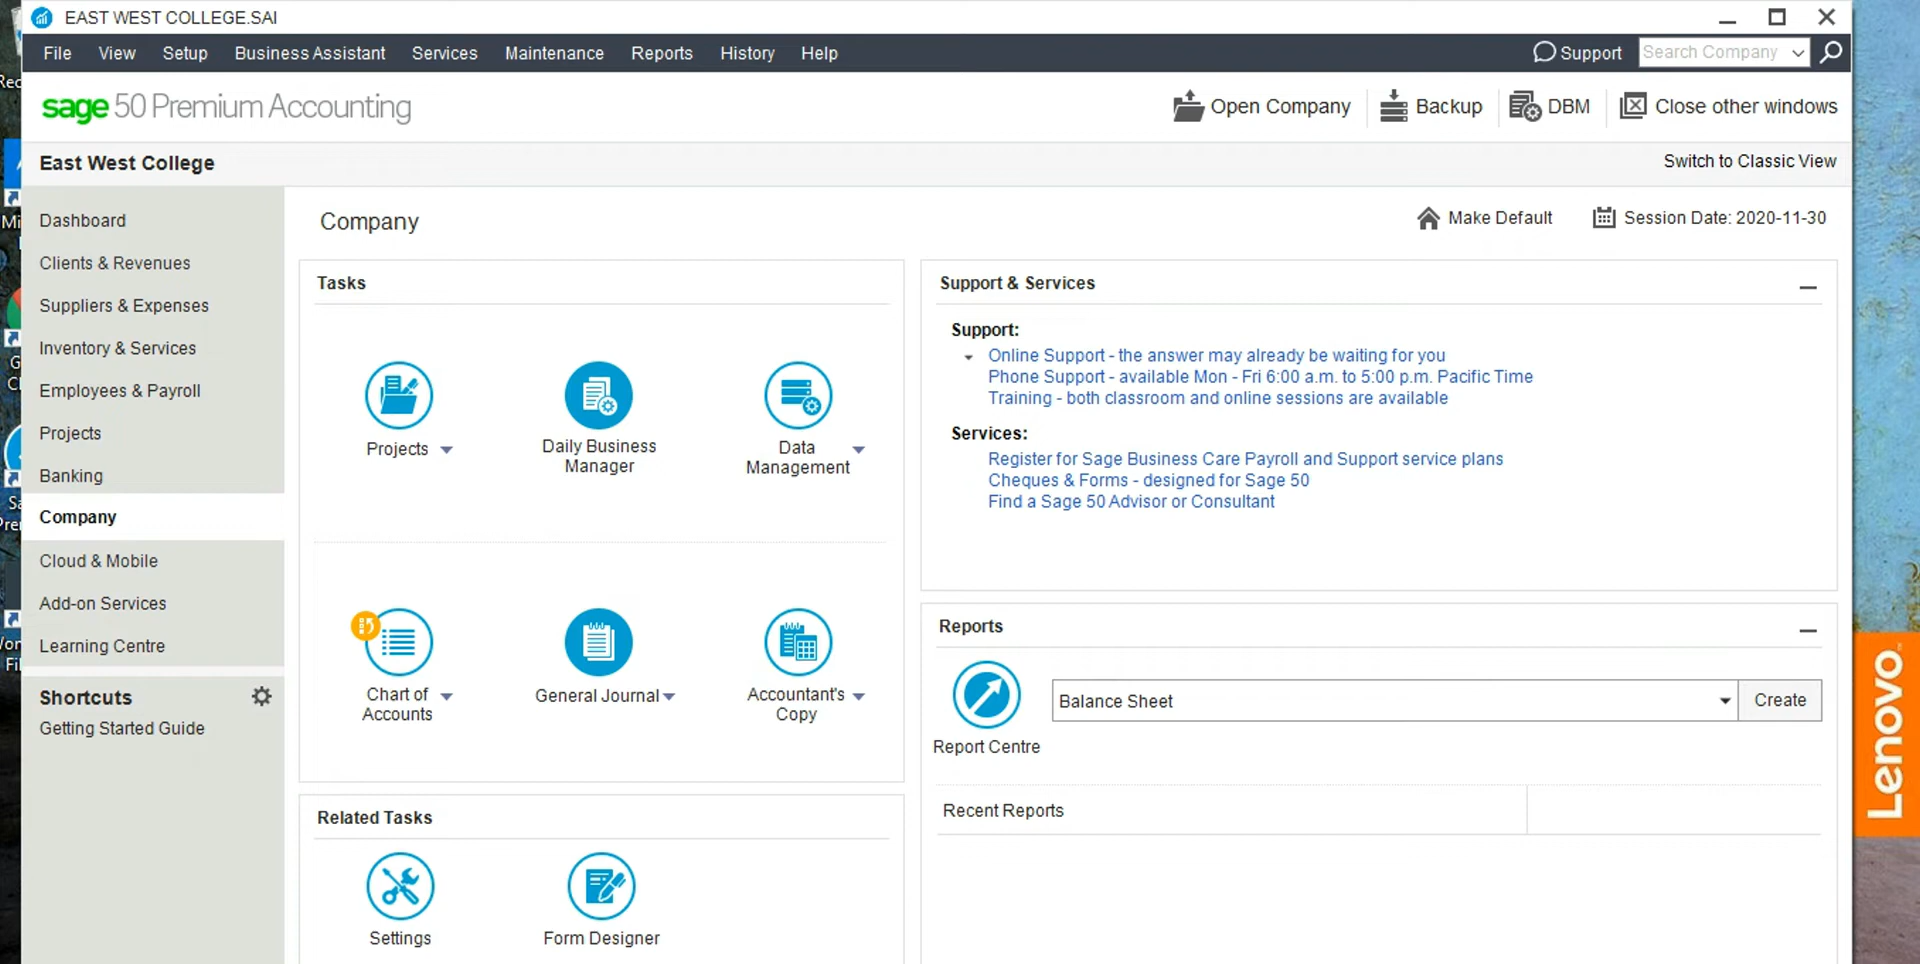 EAST WEST COLLEGE.SAI
File View Setup Business Assistant Services Maintenance Reports History Help
Support
Search Company
sage 50 Premium Accounting
Open Company
Backup
DBM
Close other windows
East West College
Switch to Classic View
Dashboard
Clients & Revenues
Suppliers & Expenses
Inventory & Services
Employees & Payroll
Projects
Banking
Company
Cloud & Mobile
Add-on Services
Learning Centre
Shortcuts
Getting Started Guide
Company
Make Default
Session Date: 2020-11-30
Tasks
Projects
Daily Business
Manager
Data
Management
Chart of
Accounts
General Journal
Accountant's
Copy
Related Tasks
Settings
Form Designer
Support & Services
Support:
Online Support - the answer may already be waiting for you
Phone Support - available Mon - Fri 6:00 a.m. to 5:00 p.m. Pacific Time
Training - both classroom and online sessions are available
Services:
Register for Sage Business Care Payroll and Support service plans
Cheques & Forms - designed for Sage 50
Find a Sage 50 Advisor or Consultant
Reports
Report Centre
Balance Sheet
Create
Recent Reports
Lenovo